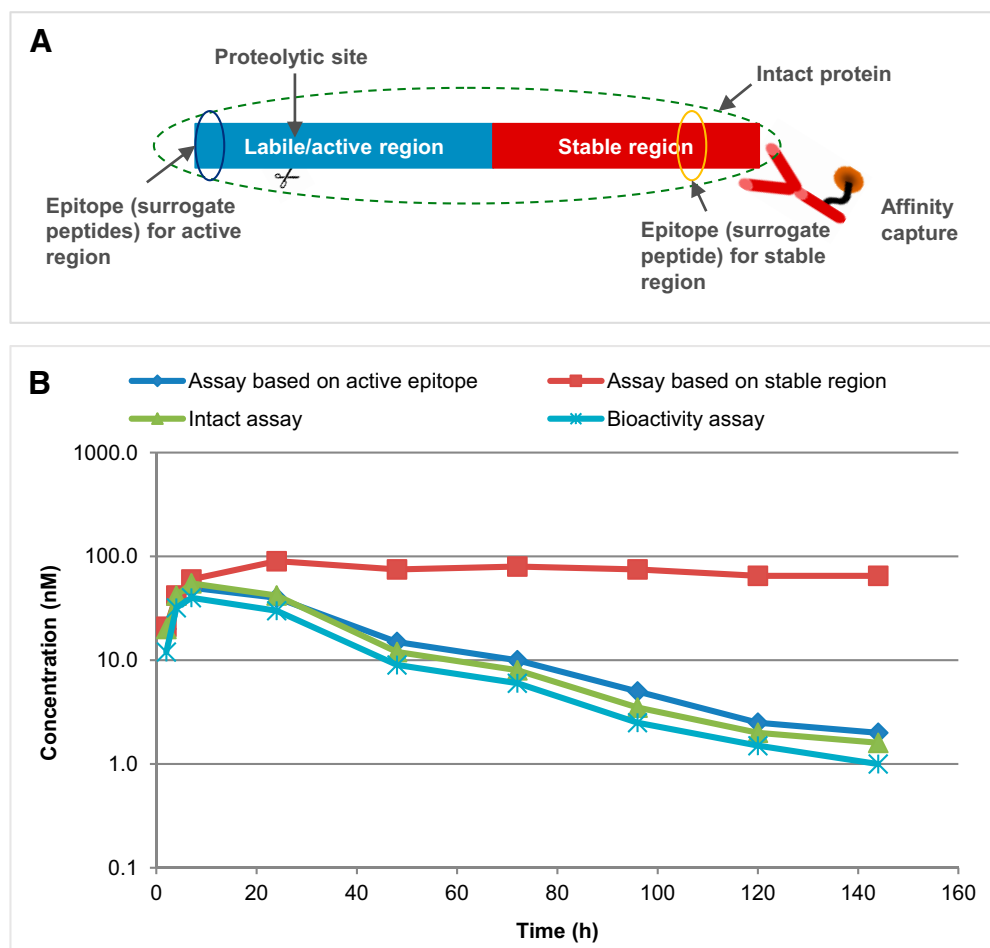 A
Proteolytic site
Intact protein
Labile/active region
Stable region
Epitope (surrogate
peptides) for active
region
Epitope (surrogate
peptide) for stable
region
Affinity
capture
B
Assay based on active epitope
Assay based on stable region
Intact assay
Bioactivity assay
1000.0
100.0
10.0
1.0
0.1
Concentration (nM)
0 20 40 60 80 100 120 140 160
Time (h)